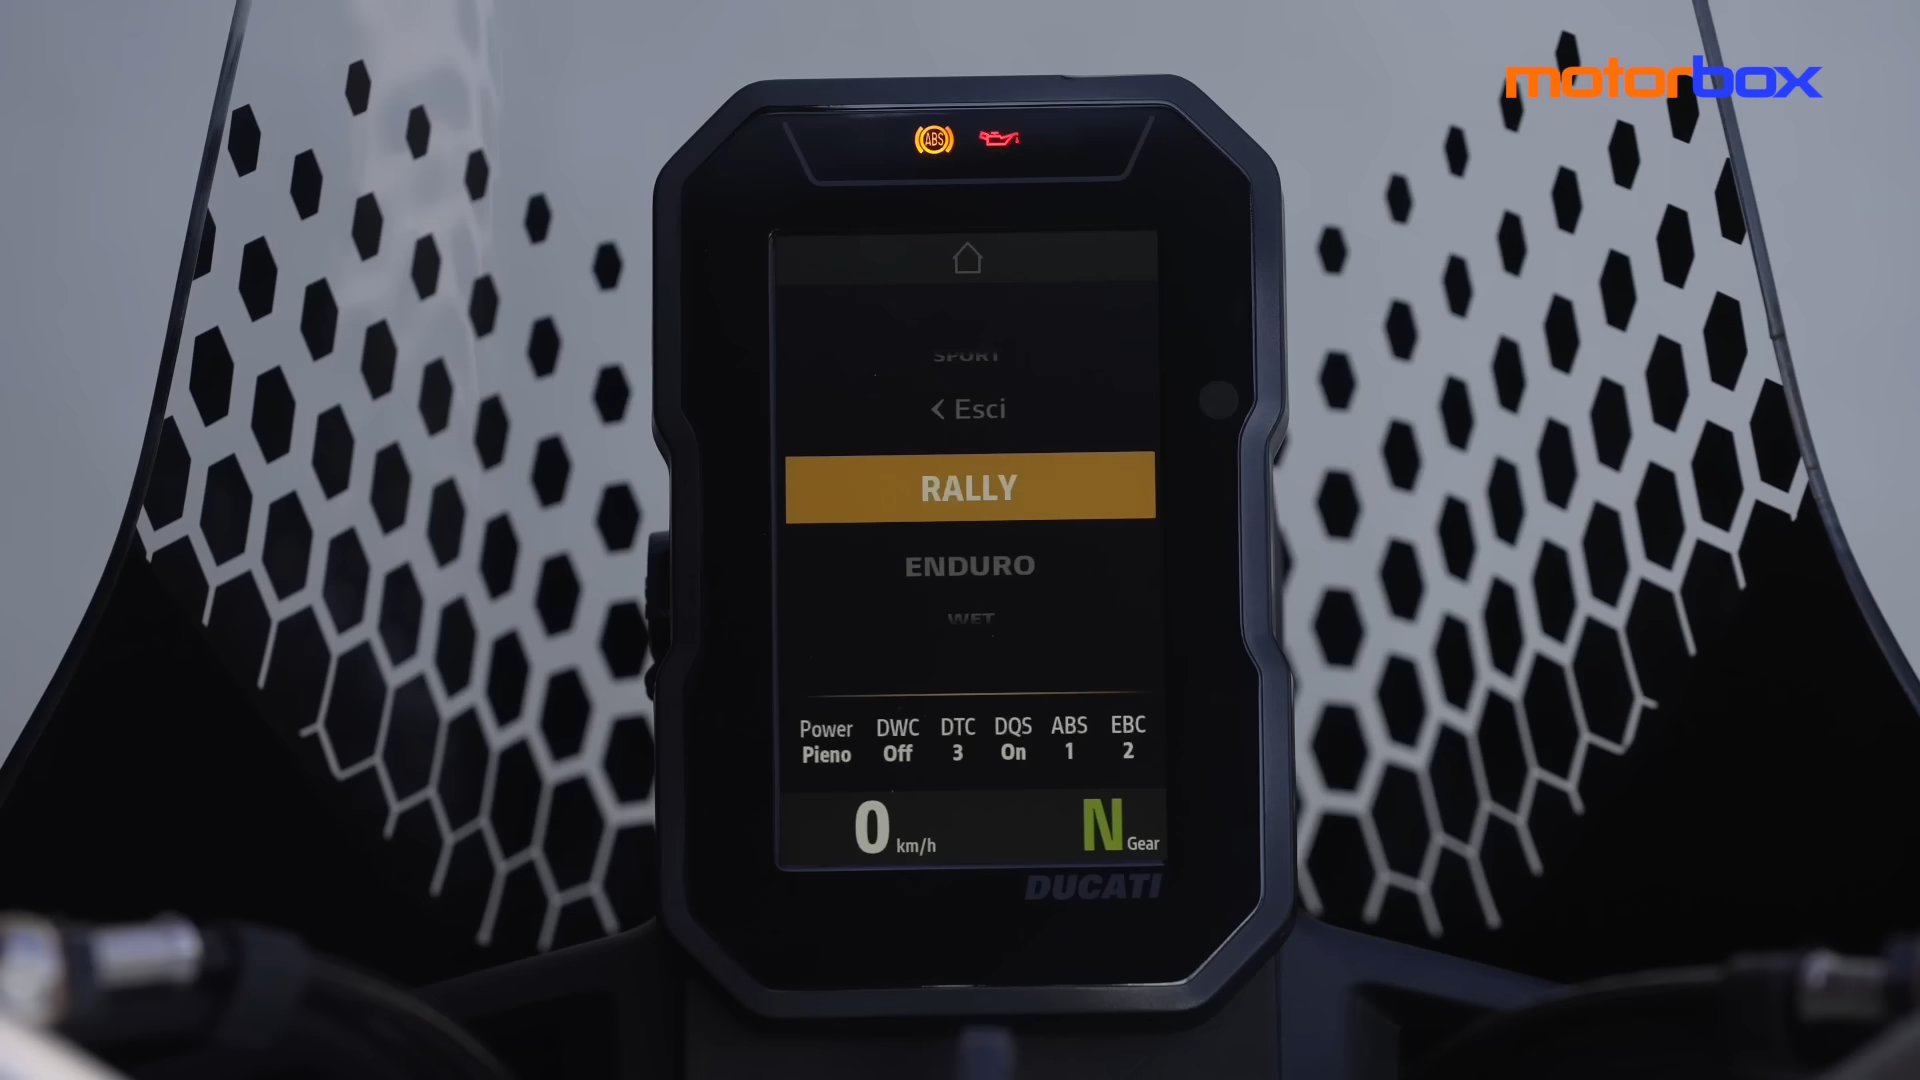 motorbox
ABS
SPORT
< Esci
RALLY
ENDURO
WET
Power DWC DTC DQS ABS EBC
Pieno Off 3 On 1 2
0 km/h N Gear
DUCATI